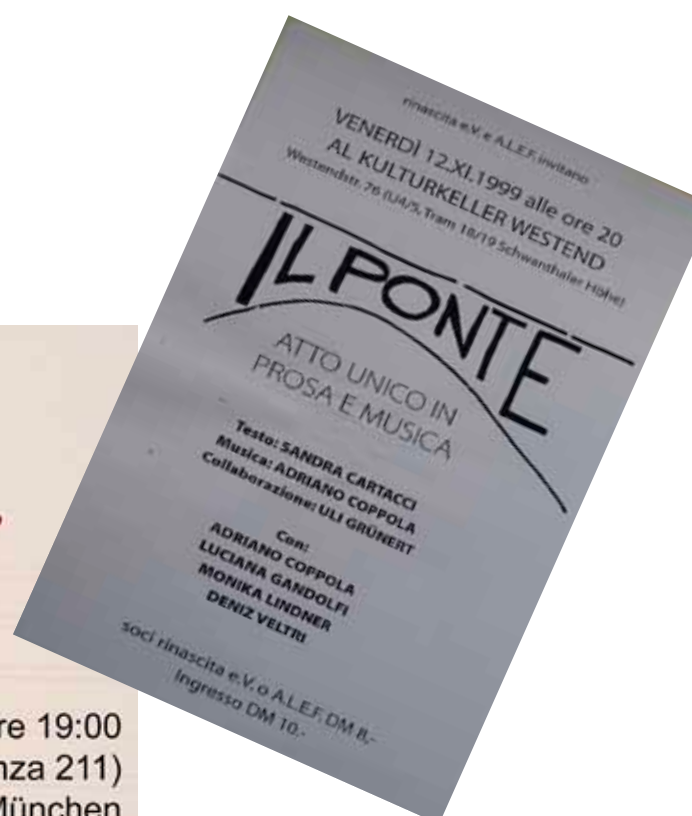 rinascita e.V. e A.L.E.F. invitano
VENERDÌ 12.XI.1999 alle ore 20
AL KULTURKELLER WESTEND
Westendstr. 76 (U4/5, Tram 18/19 Schwanthaler Höhe)
IL PONTE
ATTO UNICO IN
PROSA E MUSICA
Testo: SANDRA CARTACCI
Musica: ADRIANO COPPOLA
Collaborazione: ULI GRÜNERT
Con:
ADRIANO COPPOLA
LUCIANA GANDOLFI
MONIKA LINDNER
DENIZ VELTRI
soci rinascita e.V. o A.L.E.F. DM 8,-
Ingresso DM 10,-
re 19:00
nza 211)
München